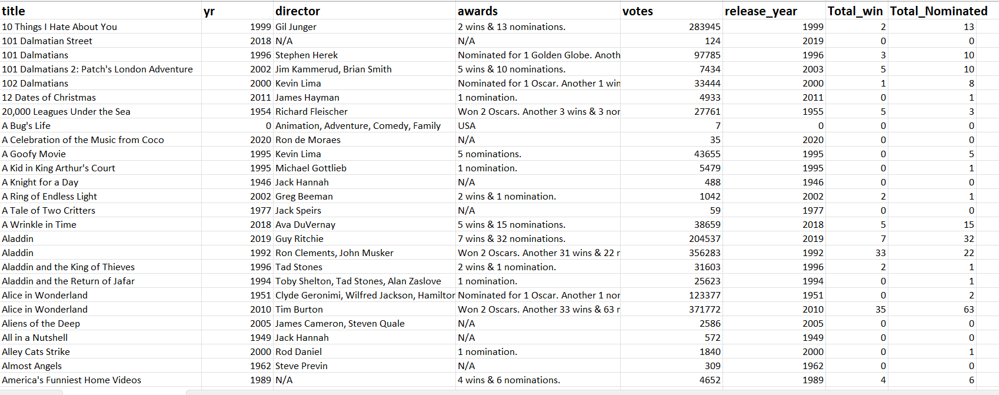 title yr director awards votes release_year Total_win Total_Nominated
10 Things I Hate About You 1999 Gil Junger 2 wins & 13 nominations. 283945 1999 2 13
101 Dalmatian Street 2018 N/A N/A 124 2019 0 0
101 Dalmatians 1996 Stephen Herek Nominated for 1 Golden Globe. Anoth 97785 1996 3 10
101 Dalmatians 2: Patch's London Adventure 2002 Jim Kammerud, Brian Smith 5 wins & 10 nominations. 7434 2003 5 10
102 Dalmatians 2000 Kevin Lima Nominated for 1 Oscar. Another 1 win 33444 2000 1 8
12 Dates of Christmas 2011 James Hayman 1 nomination. 4933 2011 0 1
20,000 Leagues Under the Sea 1954 Richard Fleischer Won 2 Oscars. Another 3 wins & 3 nor 27761 1955 5 3
A Bug's Life 0 Animation, Adventure, Comedy, Family USA 7 0 0 0
A Celebration of the Music from Coco 2020 Ron de Moraes N/A 35 2020 0 0
A Goofy Movie 1995 Kevin Lima 5 nominations. 43655 1995 0 5
A Kid in King Arthur's Court 1995 Michael Gottlieb 1 nomination. 5479 1995 0 1
A Knight for a Day 1946 Jack Hannah N/A 488 1946 0 0
A Ring of Endless Light 2002 Greg Beeman 2 wins & 1 nomination. 1042 2002 2 1
A Tale of Two Critters 1977 Jack Speirs N/A 59 1977 0 0
A Wrinkle in Time 2018 Ava DuVernay 5 wins & 15 nominations. 38659 2018 5 15
Aladdin 2019 Guy Ritchie 7 wins & 32 nominations. 204537 2019 7 32
Aladdin 1992 Ron Clements, John Musker Won 2 Oscars. Another 31 wins & 22 r 356283 1992 33 22
Aladdin and the King of Thieves 1996 Tad Stones 2 wins & 1 nomination. 31603 1996 2 1
Aladdin and the Return of Jafar 1994 Toby Shelton, Tad Stones, Alan Zaslove 1 nomination. 25623 1994 0 1
Alice in Wonderland 1951 Clyde Geronimi, Wilfred Jackson, Hamilton Nominated for 1 Oscar. Another 1 nor 123377 1951 0 2
Alice in Wonderland 2010 Tim Burton Won 2 Oscars. Another 33 wins & 63 r 371772 2010 35 63
Aliens of the Deep 2005 James Cameron, Steven Quale N/A 2586 2005 0 0
All in a Nutshell 1949 Jack Hannah N/A 572 1949 0 0
Alley Cats Strike 2000 Rod Daniel 1 nomination. 1840 2000 0 1
Almost Angels 1962 Steve Previn N/A 309 1962 0 0
America's Funniest Home Videos 1989 N/A 4 wins & 6 nominations. 4652 1989 4 6